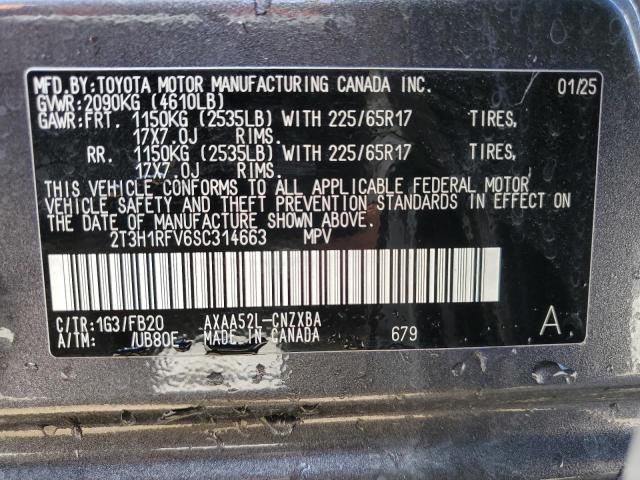 MFD.BY:TOYOTA MOTOR MANUFACTURING CANADA INC. 01/25
GVWR:2090KG (4610LB)
GAWR:FRT. 1150KG (2535LB) WITH 225/65R17 TIRES,
17X7.0J RIMS.
RR. 1150KG (2535LB) WITH 225/65R17 TIRES,
17X7.0J RIMS.
THIS VEHICLE CONFORMS TO ALL APPLICABLE FEDERAL MOTOR
VEHICLE SAFETY AND THEFT PREVENTION STANDARDS IN EFFECT ON
THE DATE OF MANUFACTURE SHOWN ABOVE.
2T3H1RFV6SC314663 MPV
C/TR:1G3/FB20 AXAA52L-CNZXBA
A/TM: /UB80E MADE IN CANADA 679 A